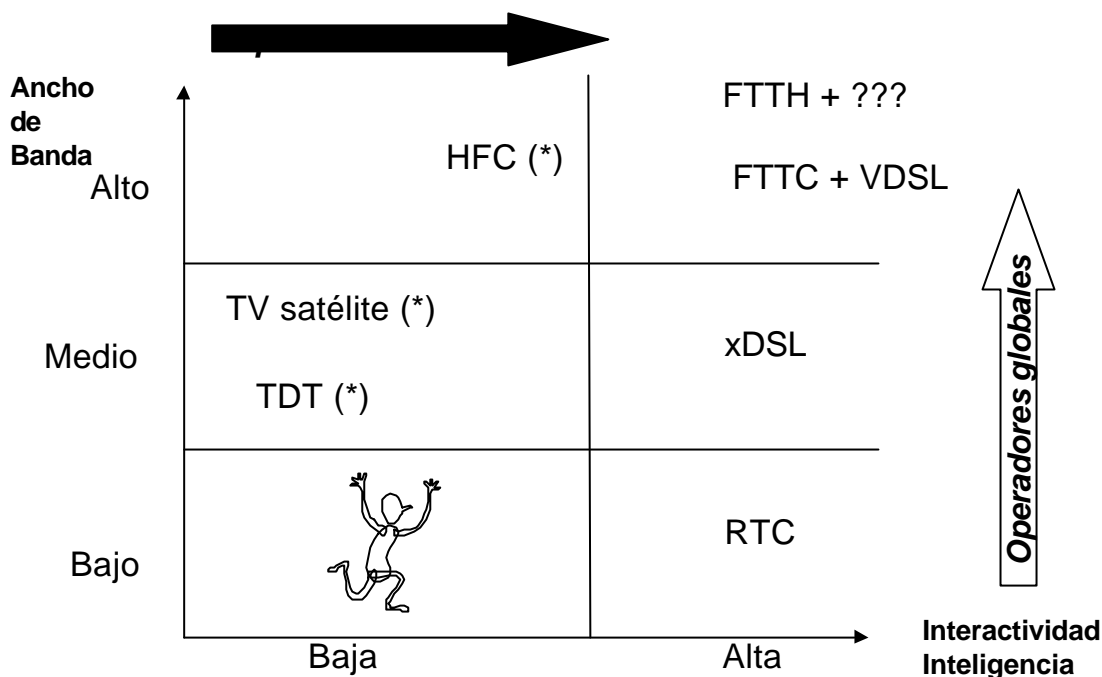 Ancho
de
Banda
Alto
FTTH + ???
HFC (*)
FTTC + VDSL
TV satélite (*)
Medio
xDSL
TDT (*)
Operadores globales
RTC
Bajo
Baja
Alta
Interactividad
Inteligencia